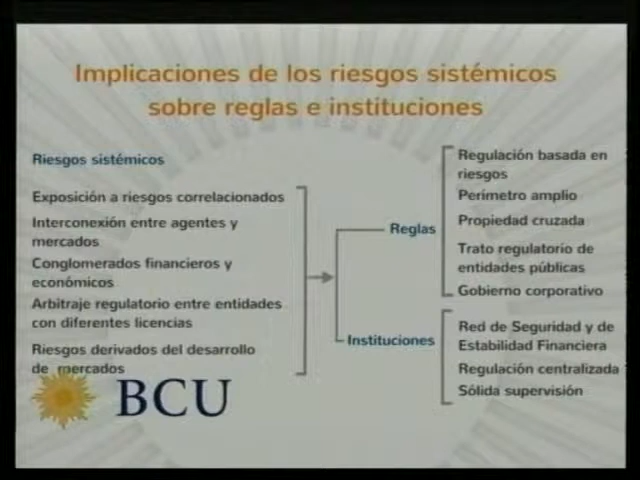 Implicaciones de los riesgos sistémicos
sobre reglas e instituciones
Riesgos sistémicos
Exposición a riesgos correlacionados
Interconexión entre agentes y
mercados
Conglomerados financieros y
económicos
Arbitraje regulatorio entre entidades
con diferentes licencias
Riesgos derivados del desarrollo
de mercados
BCU
Reglas
Regulación basada en
riesgos
Perímetro amplio
Propiedad cruzada
Trato regulatorio de
entidades públicas
Gobierno corporativo
Instituciones
Red de Seguridad y de
Estabilidad Financiera
Regulación centralizada
Sólida supervisión